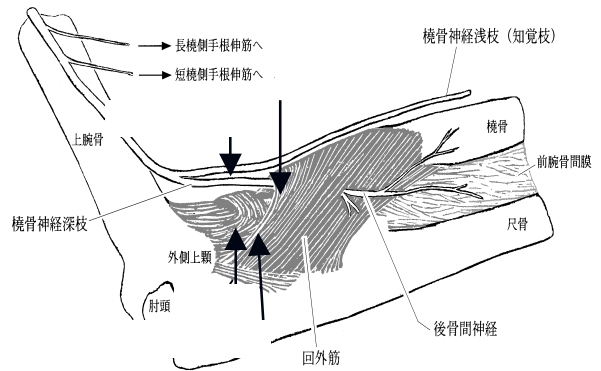 長橈側手根伸筋へ
短橈側手根伸筋へ
橈骨神経浅枝（知覚枝）
上腕骨
橈骨
前腕骨間膜
橈骨神経深枝
尺骨
外側上顆
肘頭
後骨間神経
回外筋